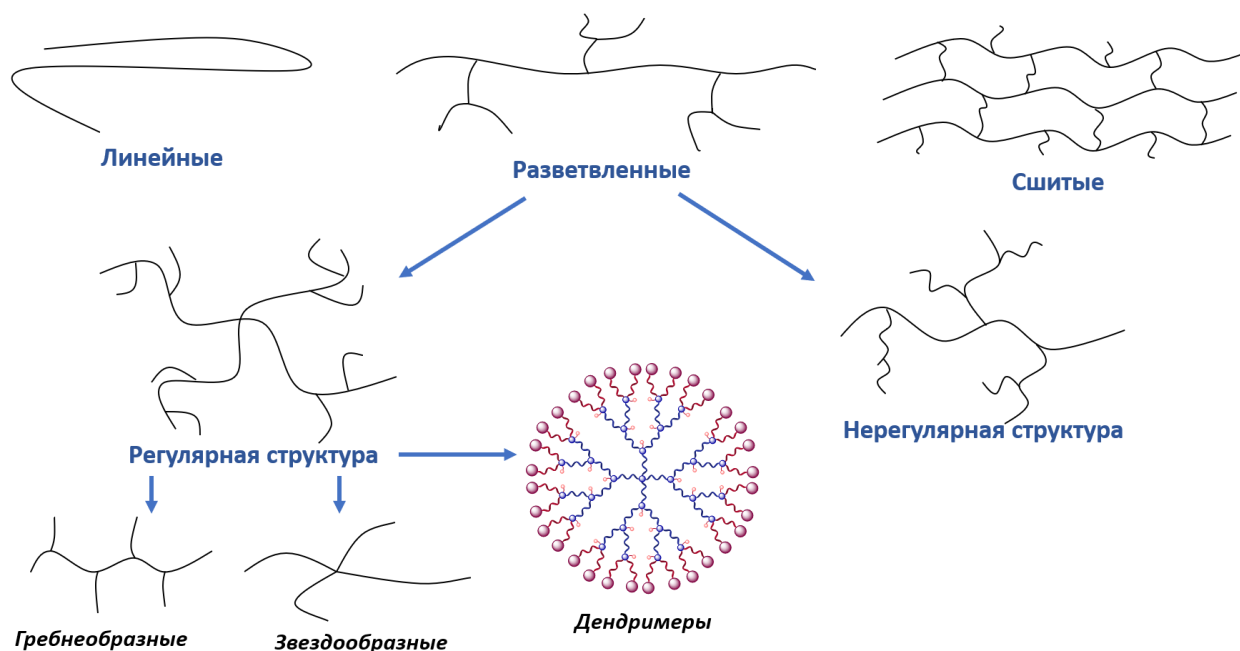 Линейные
Разветвленные
Сшитые
Регулярная структура
Нерегулярная структура
Гребнеобразные
Звездообразные
Дендримеры